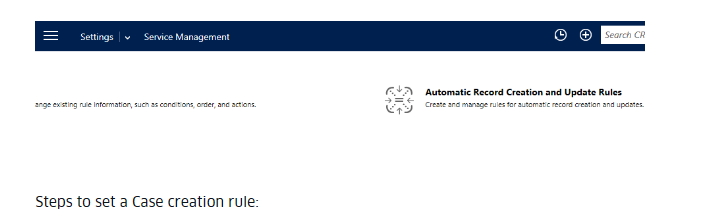 Settings Service Management Search CR
Automatic Record Creation and Update Rules
ange existing rule information, such as conditions, order, and actions. Create and manage rules for automatic record creation and updates.
Steps to set a Case creation rule: